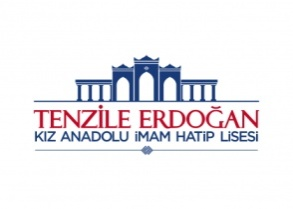 TENZİLE ERDOĞAN
KIZ ANADOLU İMAM HATİP LİSESİ